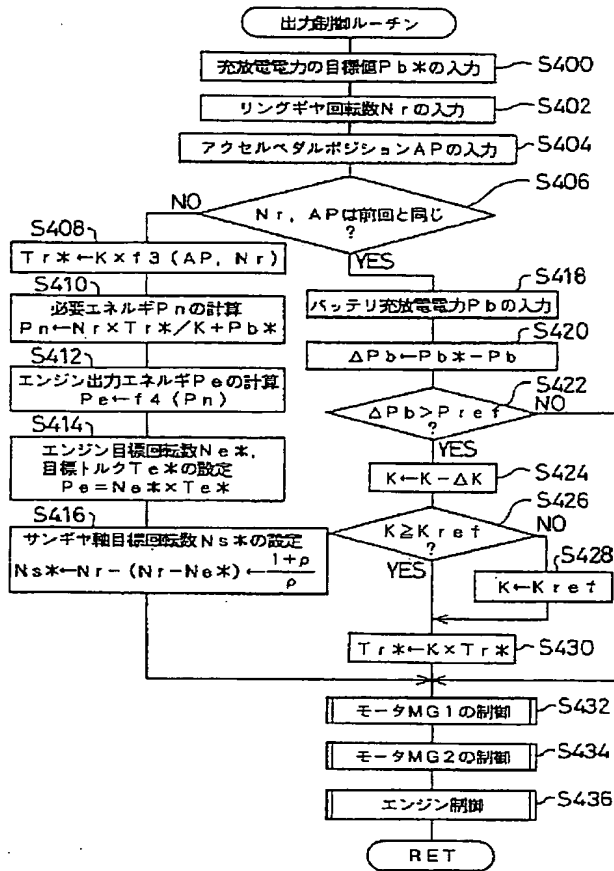 出力制御ルーチン
充放電電力の目標値Pb*の入力
S400
リングギヤ回転数Nrの入力
S402
アクセルペダルポジションAPの入力
S404
S406
Nr,APは前回と同じ
?
NO
YES
S408
Tr*←K×f3(AP,Nr)
S410
必要エネルギPnの計算
Pn←Nr×Tr*/K+Pb*
S412
エンジン出力エネルギPeの計算
Pe←f4(Pn)
S414
エンジン目標回転数Ne*,
目標トルクTe*の設定
Pe=Ne*×Te*
S416
サンギヤ軸目標回転数Ns*の設定
Ns*←Nr-(Nr-Ne*)←1+ρ/ρ
S418
バッテリ充放電電力Pbの入力
S420
ΔPb←Pb*-Pb
S422
ΔPb>Pref
?
NO
YES
S424
K←K-ΔK
S426
K≧Kref
?
NO
YES
S428
K←Kref
Tr*←K×Tr*
S430
モータMG1の制御
S432
モータMG2の制御
S434
エンジン制御
S436
RET